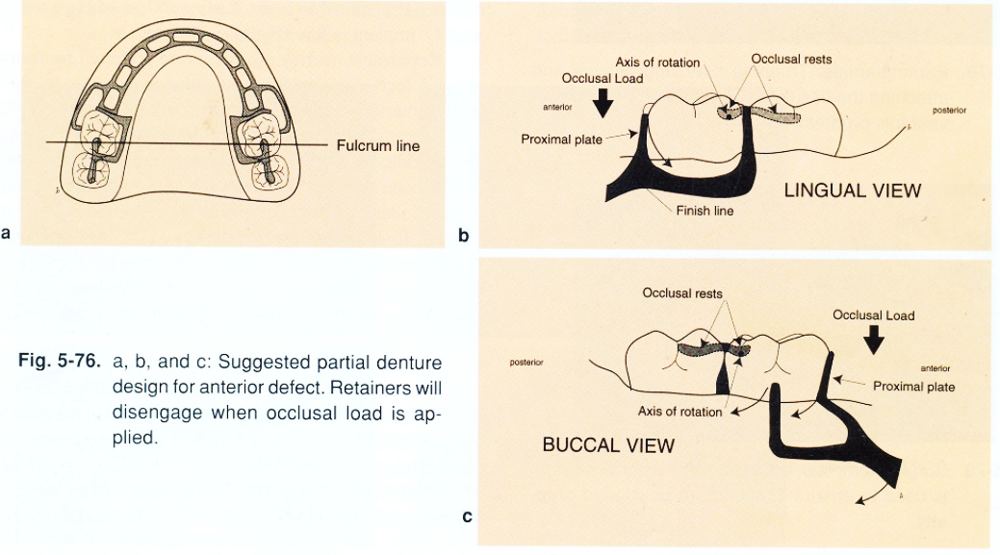 Fulcrum line
a
Axis of rotation
Occlusal rests
Occlusal Load
anterior
posterior
Proximal plate
LINGUAL VIEW
Finish line
b
Fig. 5-76. a, b, and c: Suggested partial denture
design for anterior defect. Retainers will
disengage when occlusal load is ap-
plied.
Occlusal rests
Occlusal Load
posterior
anterior
Proximal plate
Axis of rotation
BUCCAL VIEW
c